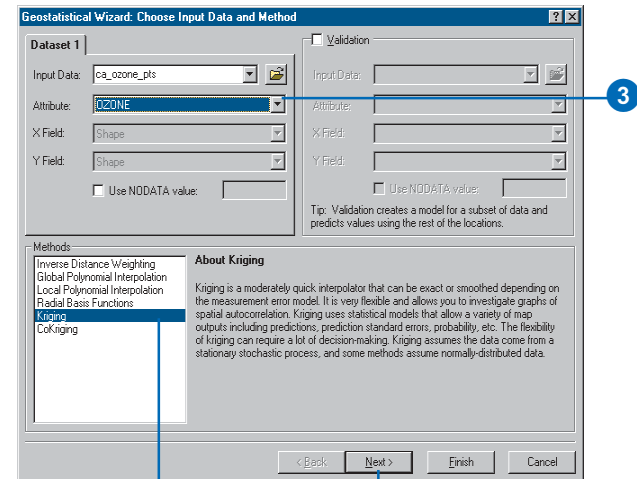 Geostatistical Wizard: Choose Input Data and Method
Dataset 1
Input Data: ca_ozone_pts
Attribute: OZONE
X Field: Shape
Y Field: Shape
Use NODATA value:
Validation
Input Data:
Attribute:
X Field:
Y Field:
Use NODATA value:
Tip: Validation creates a model for a subset of data and
predicts values using the rest of the locations.
3
Methods
Inverse Distance Weighting
Global Polynomial Interpolation
Local Polynomial Interpolation
Radial Basis Functions
Kriging
CoKriging
About Kriging
Kriging is a moderately quick interpolator that can be exact or smoothed depending on
the measurement error model. It is very flexible and allows you to investigate graphs of
spatial autocorrelation. Kriging uses statistical models that allow a variety of map
outputs including predictions, prediction standard errors, probability, etc. The flexibility
of kriging can require a lot of decision-making. Kriging assumes the data come from a
stationary stochastic process, and some methods assume normally-distributed data.
< Back
Next >
Finish
Cancel